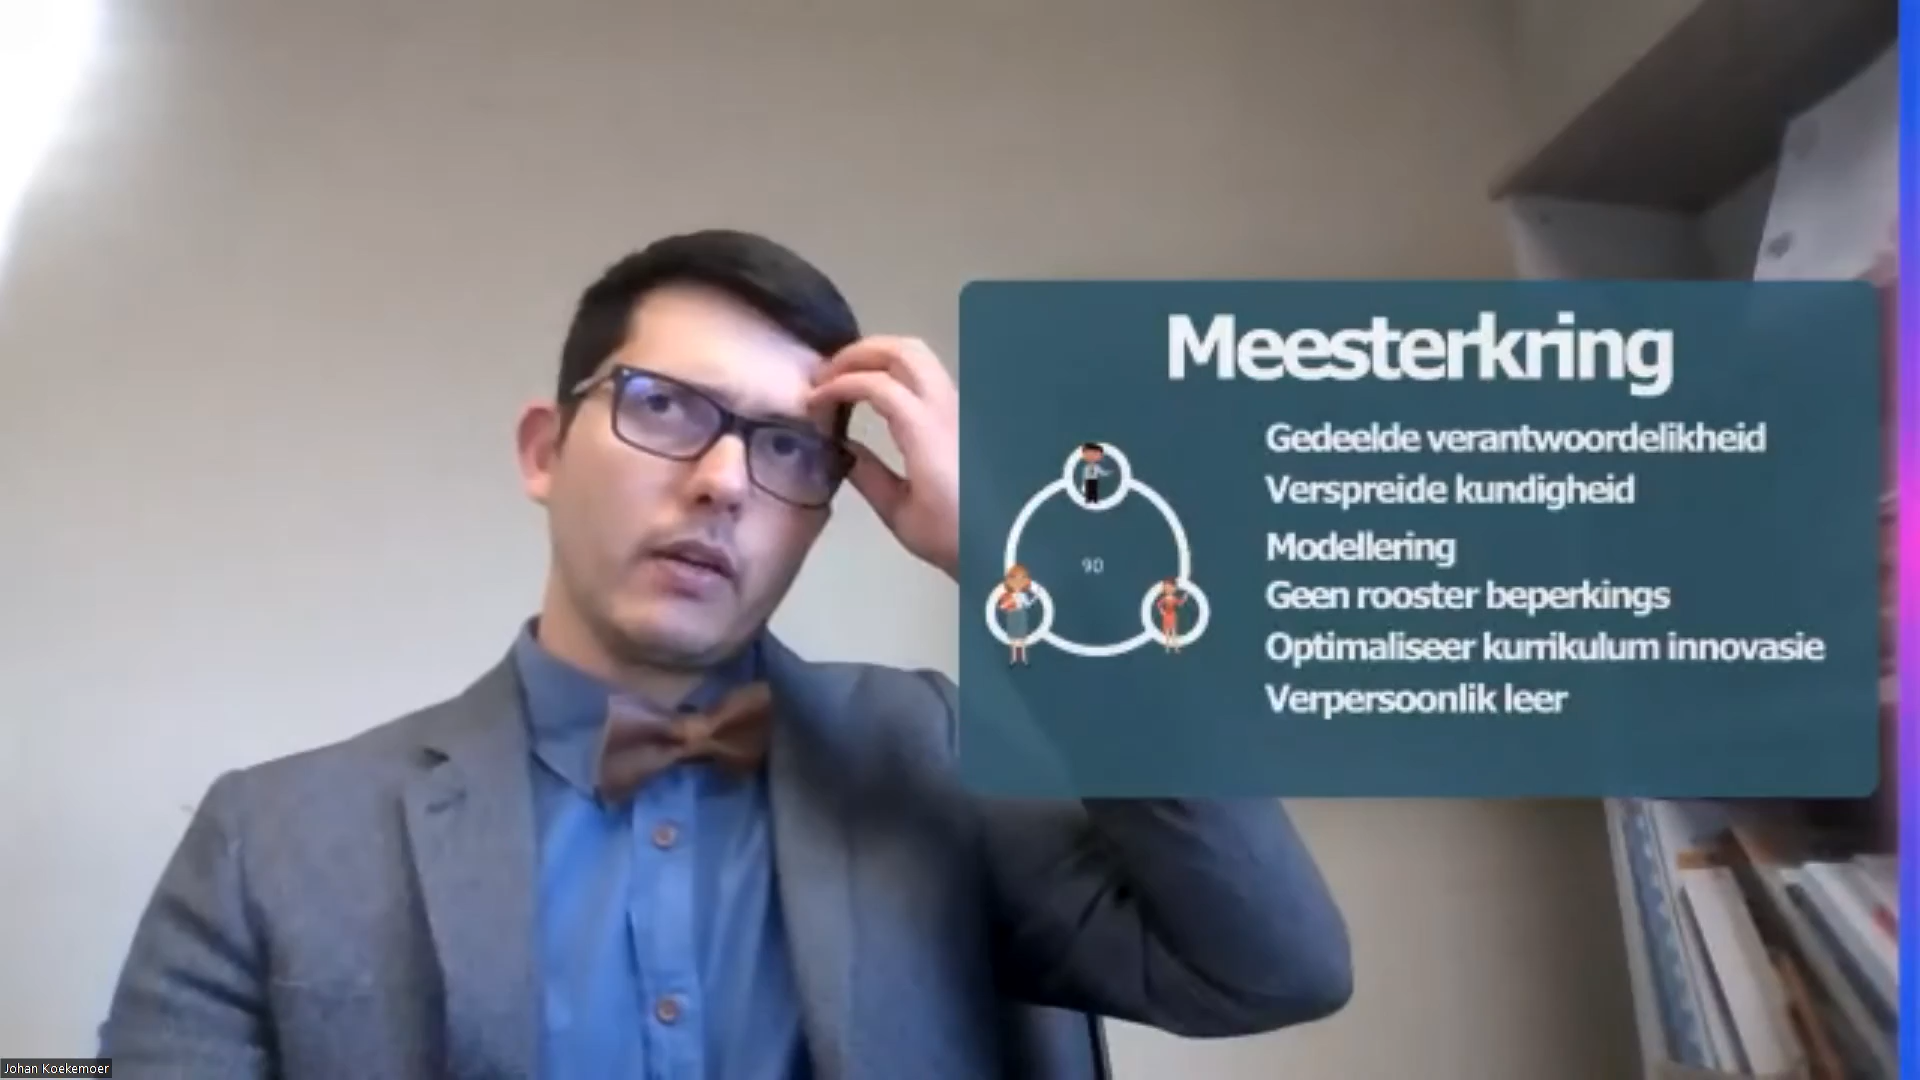 Meesterkring
Gedeelde verantwoordelikheid
Verspreide kundigheid
Modellering
Geen rooster beperkings
Optimaliseer kurrikulum innovasie
Verpersoonlik leer
90
Johan Koekemoer